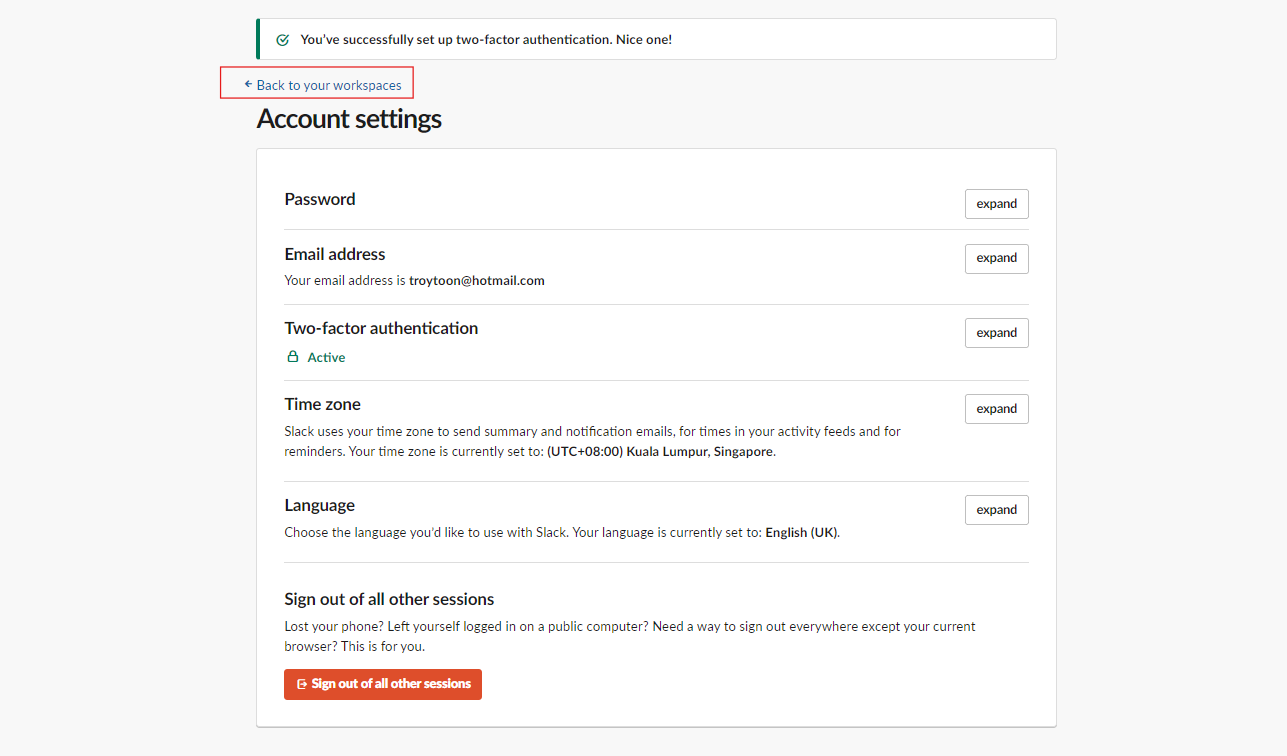 You've successfully set up two-factor authentication. Nice one!
Back to your workspaces
Account settings
Password
expand
Email address
expand
Your email address is troytoon@hotmail.com
Two-factor authentication
expand
Active
Time zone
expand
Slack uses your time zone to send summary and notification emails, for times in your activity feeds and for
reminders. Your time zone is currently set to: (UTC+08:00) Kuala Lumpur, Singapore.
Language
expand
Choose the language you'd like to use with Slack. Your language is currently set to: English (UK).
Sign out of all other sessions
Lost your phone? Left yourself logged in on a public computer? Need a way to sign out everywhere except your current
browser? This is for you.
Sign out of all other sessions